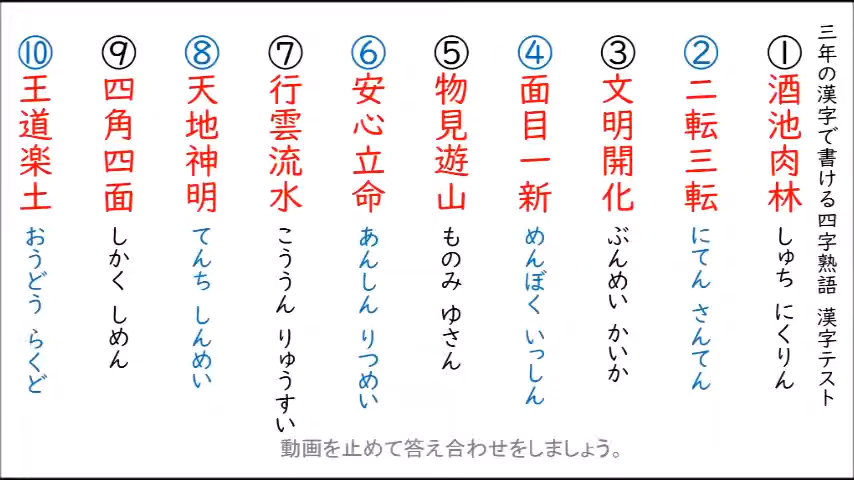 三年の漢字で書ける四字熟語 漢字テスト
① 酒池肉林 しゅち にくりん
② 二転三転 にてん さんてん
③ 文明開化 ぶんめい かいか
④ 面目一新 めんぼく いっしん
⑤ 物見遊山 ものみ ゆさん
⑥ 安心立命 あんしん りつめい
⑦ 行雲流水 こううん りゅうすい
⑧ 天地神明 てんち しんめい
⑨ 四角四面 しかく しめん
⑩ 王道楽土 おうどう らくど
動画を止めて答え合わせをしましょう。